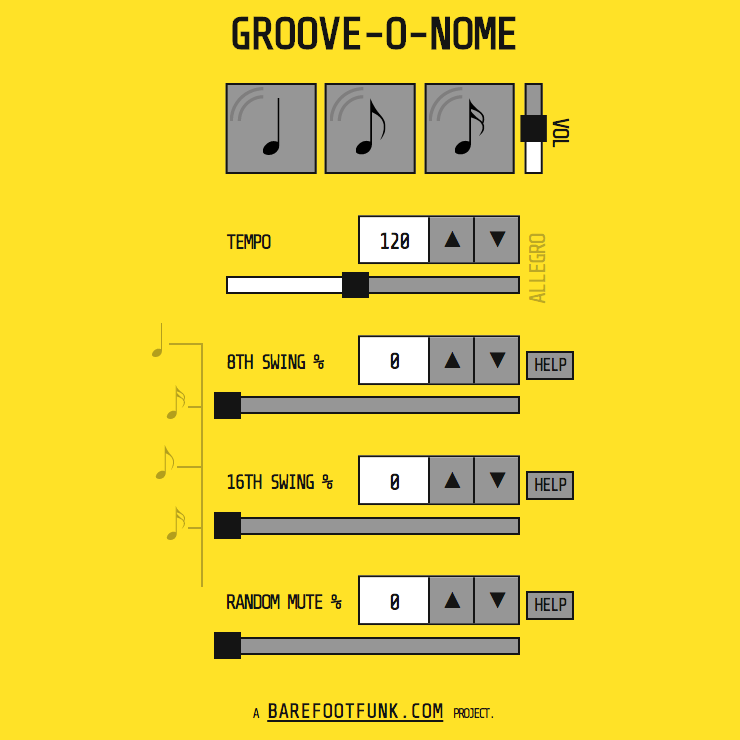 GROOVE-O-NOME
VOL
TEMPO 120 ▲ ▼
ALLEGRO
8TH SWING % 0 ▲ ▼ HELP
16TH SWING % 0 ▲ ▼ HELP
RANDOM MUTE % 0 ▲ ▼ HELP
A BAREFOOTFUNK.COM PROJECT.